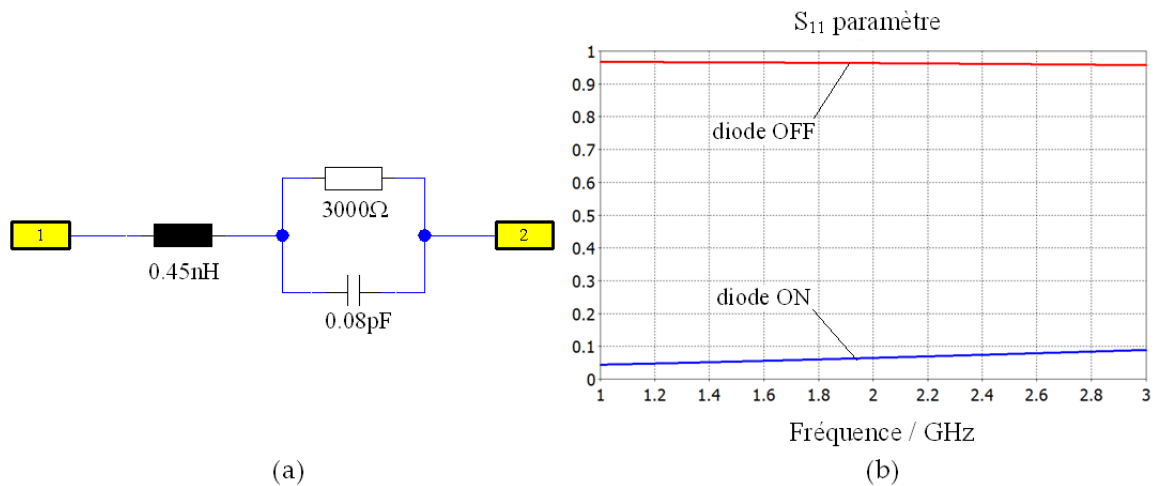 1
0.45nH
3000Ω
0.08pF
2
(a)
S₁₁ paramètre
1
0.9
0.8
0.7
0.6
0.5
0.4
0.3
0.2
0.1
0
diode OFF
diode ON
1 1.2 1.4 1.6 1.8 2 2.2 2.4 2.6 2.8 3
Fréquence / GHz
(b)